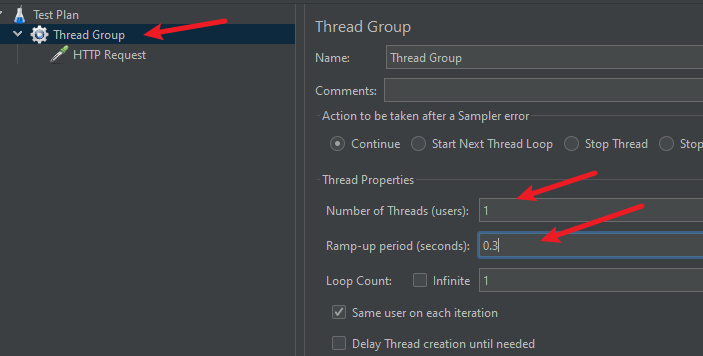 Test Plan
Thread Group
HTTP Request
Thread Group
Name: Thread Group
Comments:
Action to be taken after a Sampler error
Continue Start Next Thread Loop Stop Thread Stop
Thread Properties
Number of Threads (users): 1
Ramp-up period (seconds): 0.3
Loop Count: Infinite 1
Same user on each iteration
Delay Thread creation until needed